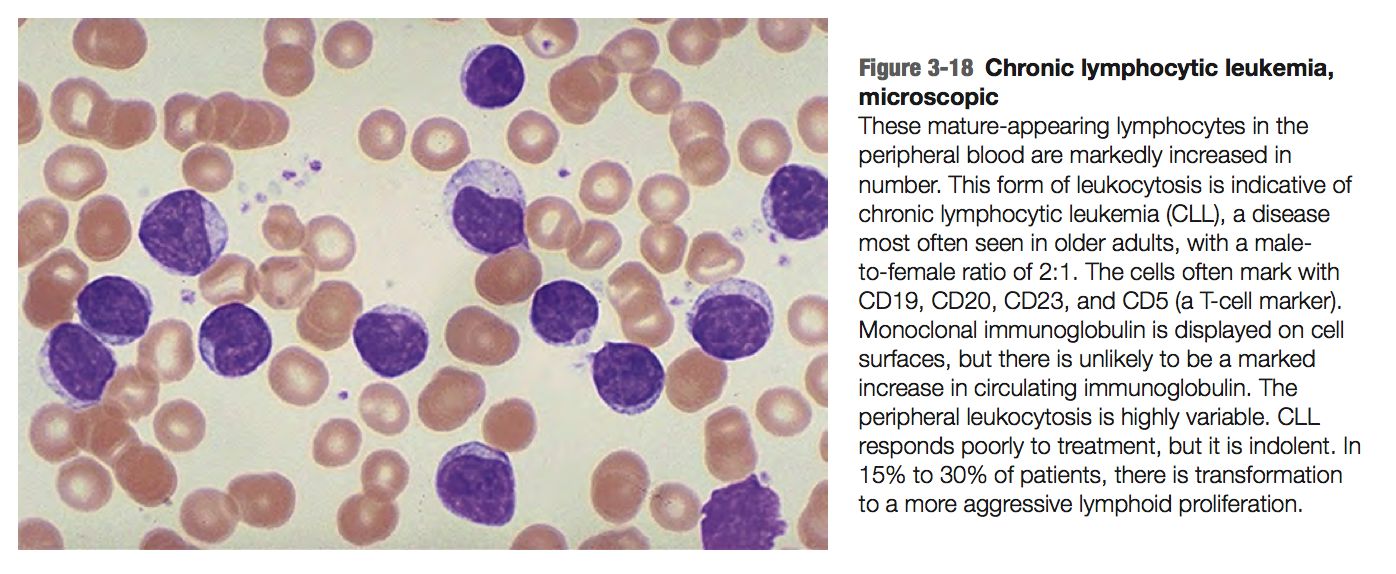 Figure 3-18 Chronic lymphocytic leukemia,
microscopic
These mature-appearing lymphocytes in the
peripheral blood are markedly increased in
number. This form of leukocytosis is indicative of
chronic lymphocytic leukemia (CLL), a disease
most often seen in older adults, with a male-
to-female ratio of 2:1. The cells often mark with
CD19, CD20, CD23, and CD5 (a T-cell marker).
Monoclonal immunoglobulin is displayed on cell
surfaces, but there is unlikely to be a marked
increase in circulating immunoglobulin. The
peripheral leukocytosis is highly variable. CLL
responds poorly to treatment, but it is indolent. In
15% to 30% of patients, there is transformation
to a more aggressive lymphoid proliferation.